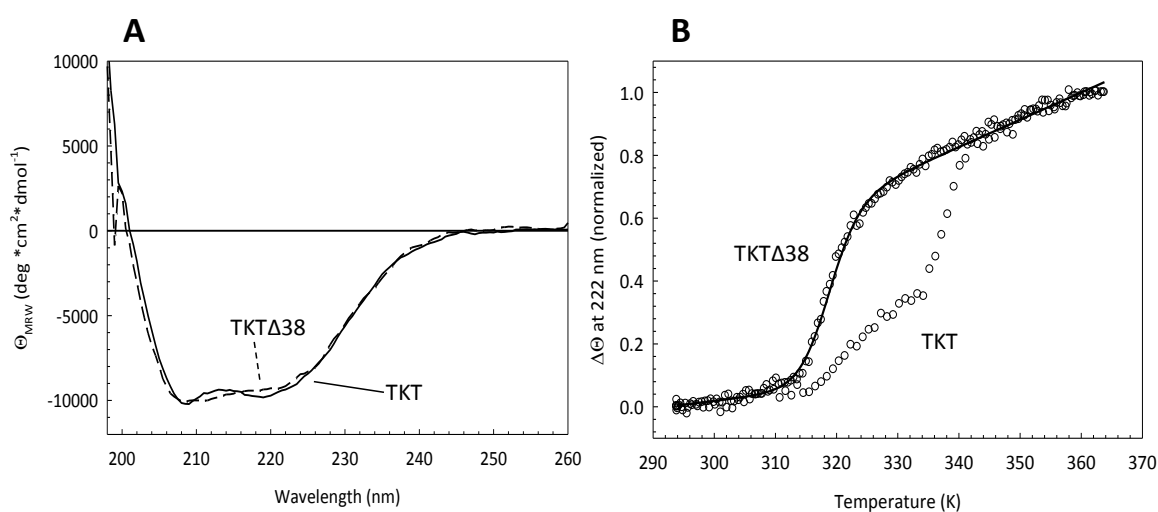 A
B
10000
5000
0
-5000
-10000
ΘMRW (deg *cm²*dmol⁻¹)
TKTΔ38
TKT
200
210
220
230
240
250
260
Wavelength (nm)
1.0
0.8
0.6
0.4
0.2
0.0
ΔΘ at 222 nm (normalized)
TKTΔ38
TKT
290
300
310
320
330
340
350
360
370
Temperature (K)